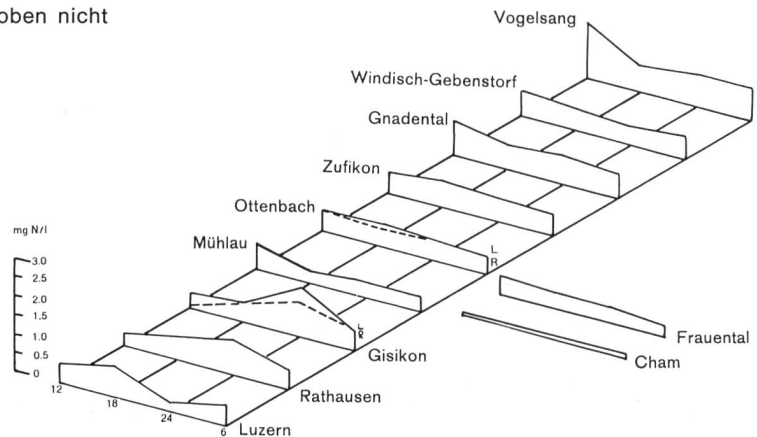 oben nicht
Vogelsang
Windisch-Gebenstorf
Gnadental
Zufikon
Ottenbach
Mühlau
mg N/l
3.0
2.5
2.0
1.5
1.0
0.5
0
L
R
L
R
Frauental
Cham
Gisikon
Rathausen
Luzern
12
18
24
6